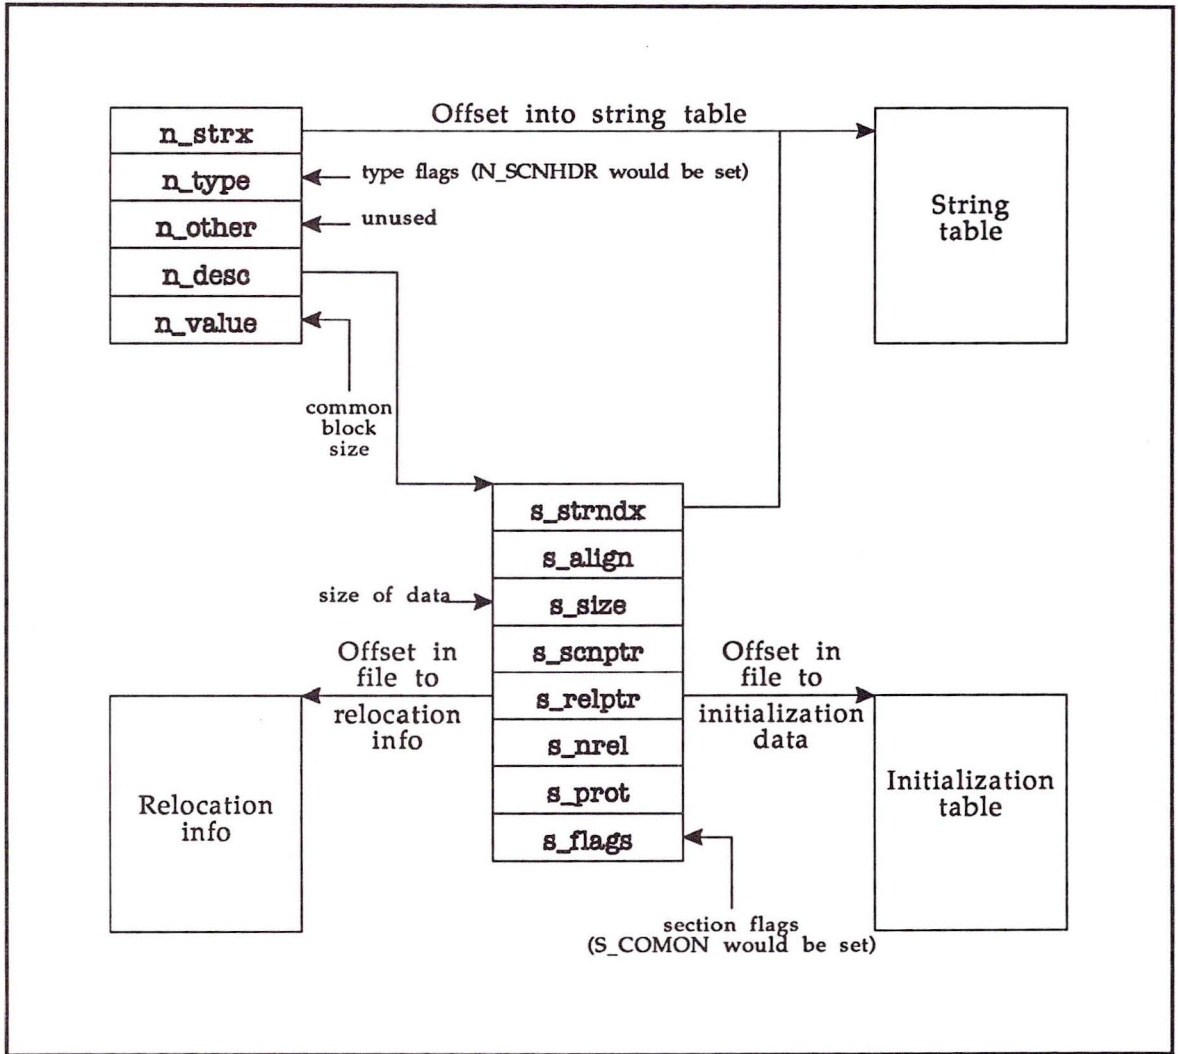 Offset into string table
n_strx
n_type
type flags (N_SCNHDR would be set)
n_other
unused
n_desc
n_value
String
table
common
block
size
s_strndx
s_align
size of data
s_size
s_scnptr
s_relptr
s_nrel
s_prot
s_flags
Offset in
file to
relocation
info
Offset in
file to
initialization
data
Relocation
info
Initialization
table
section flags
(S_COMON would be set)